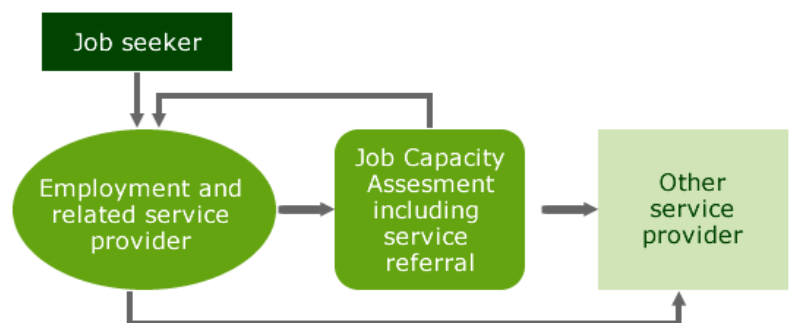 Job seeker
Employment and
related service
provider
Job Capacity
Assesment
including
service
referral
Other
service
provider